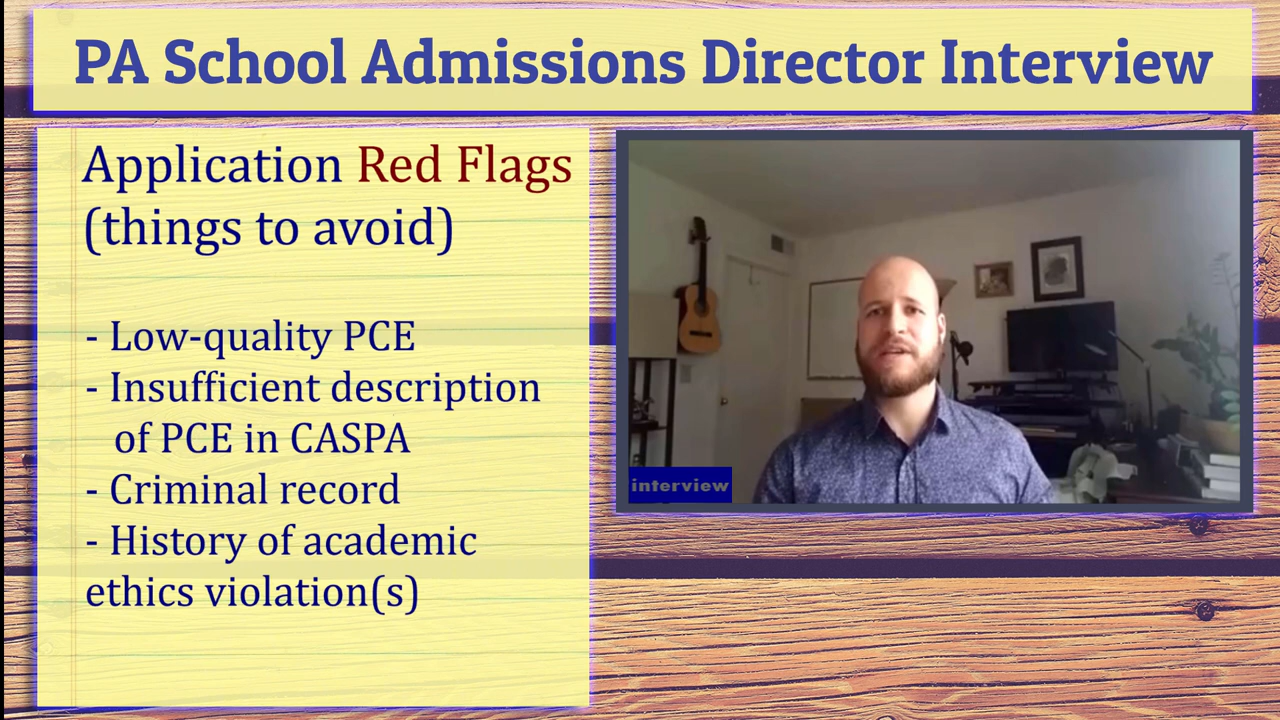 PA School Admissions Director Interview
Application Red Flags
(things to avoid)
- Low-quality PCE
- Insufficient description
of PCE in CASPA
- Criminal record
- History of academic
ethics violation(s)
interview